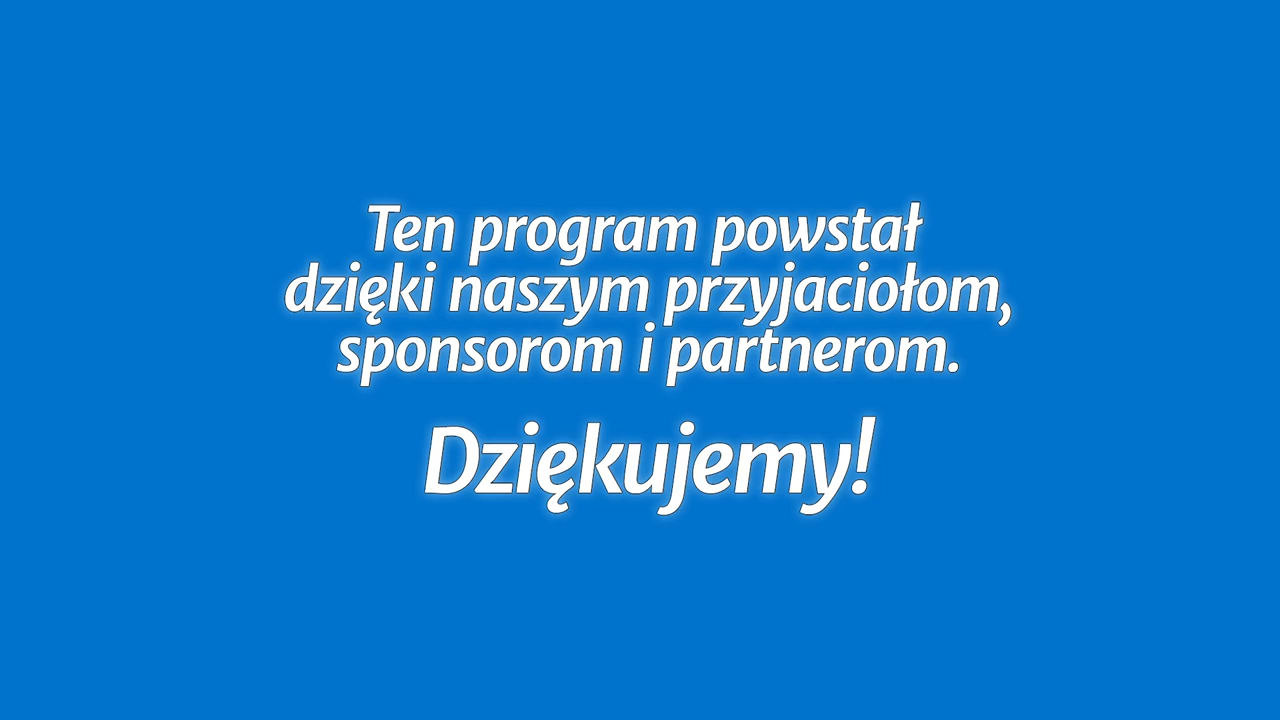 Ten program powstał
dzięki naszym przyjaciołom,
sponsorom i partnerom.
Dziękujemy!